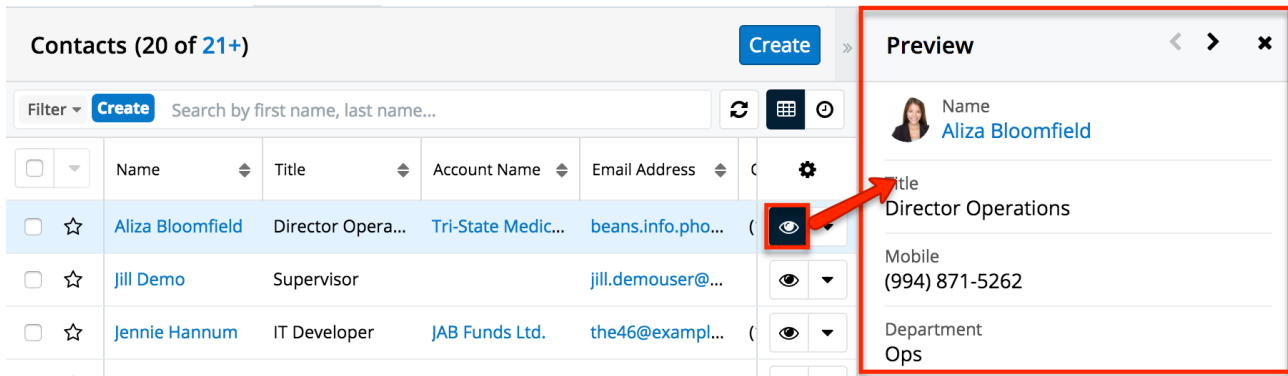 Contacts (20 of 21+) Create » Preview
Filter Create Search by first name, last name...
Name
Aliza Bloomfield
Name Title Account Name Email Address
Title
Director Operations
Aliza Bloomfield Director Opera... Tri-State Medic... beans.info.pho... (
Jill Demo Supervisor jill.demouser@...
Mobile
(994) 871-5262
Jennie Hannum IT Developer JAB Funds Ltd. the46@exampl... (
Department
Ops